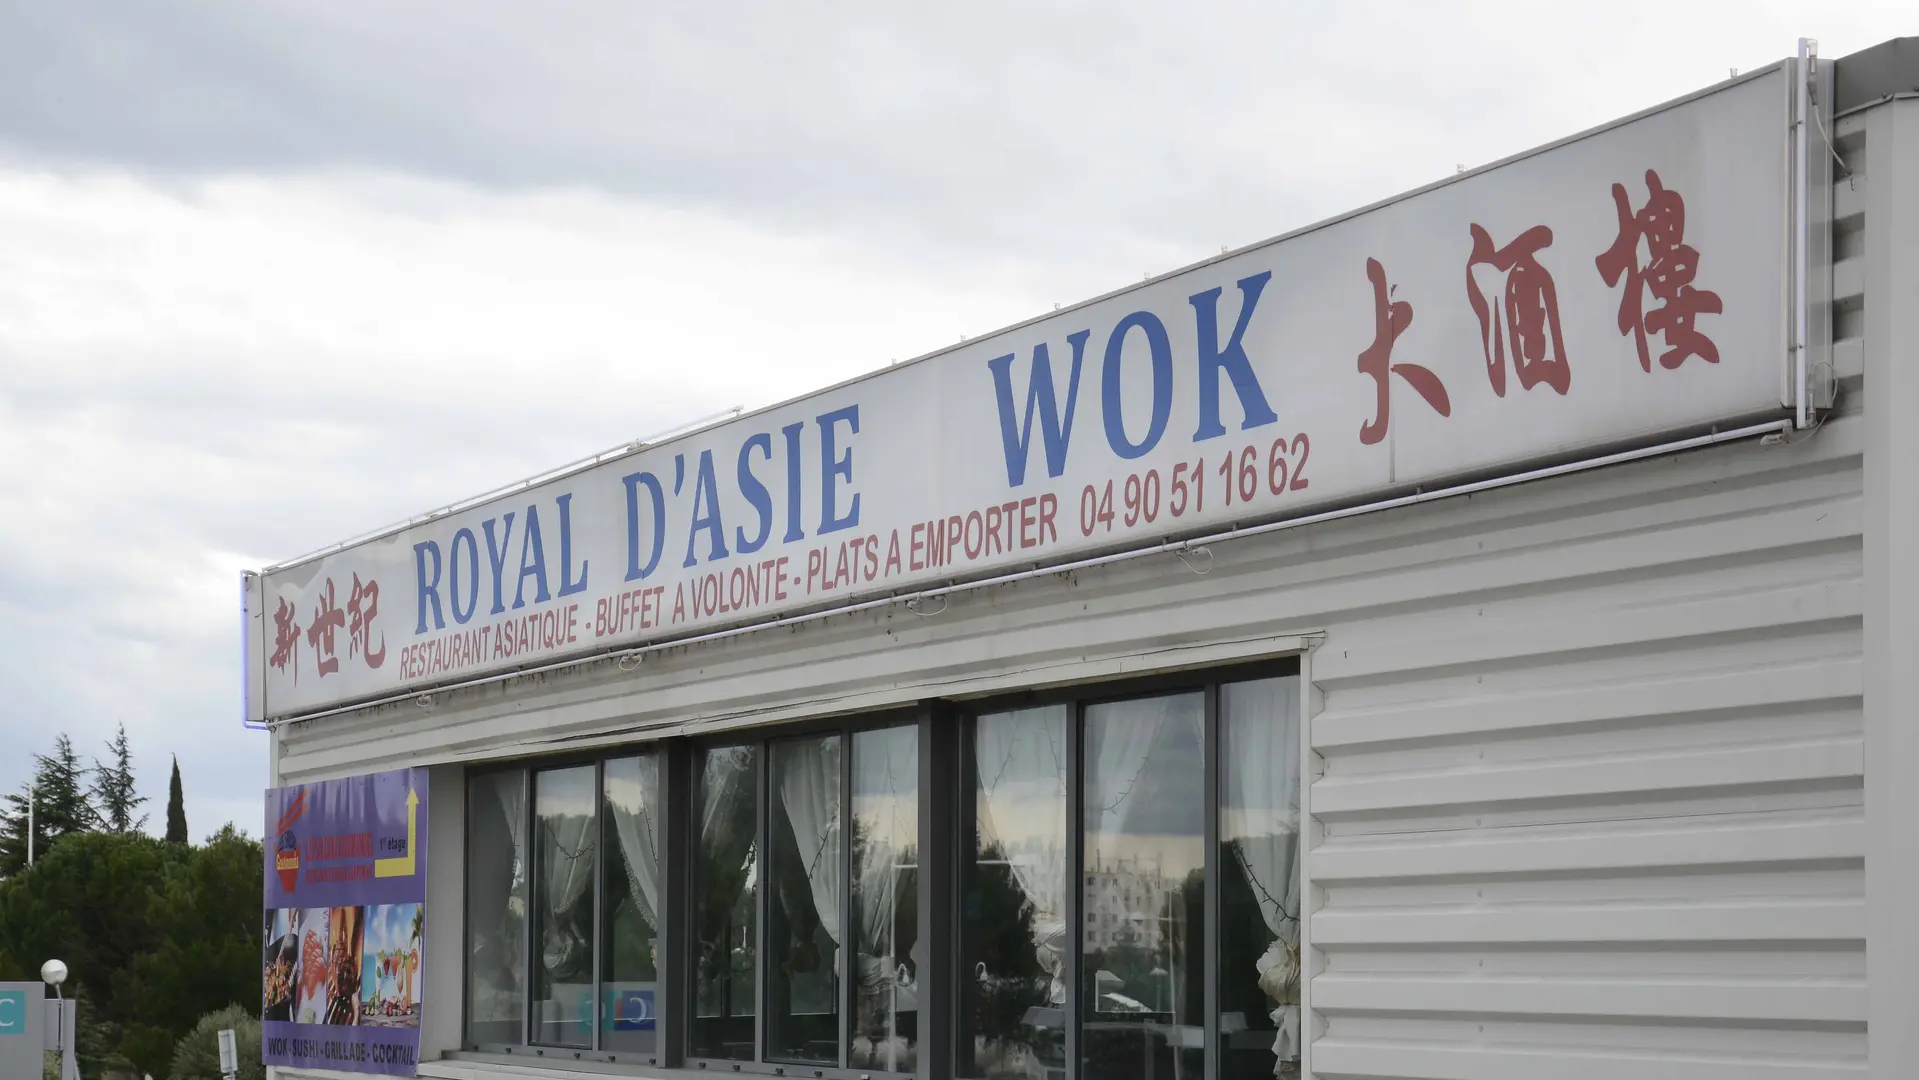 新世紀
ROYAL D'ASIE WOK
大酒樓
RESTAURANT ASIATIQUE - BUFFET A VOLONTE - PLATS A EMPORTER 04 90 51 16 62
1er étage
WOK - SUSHI - GRILLADE - COCKTAIL
C